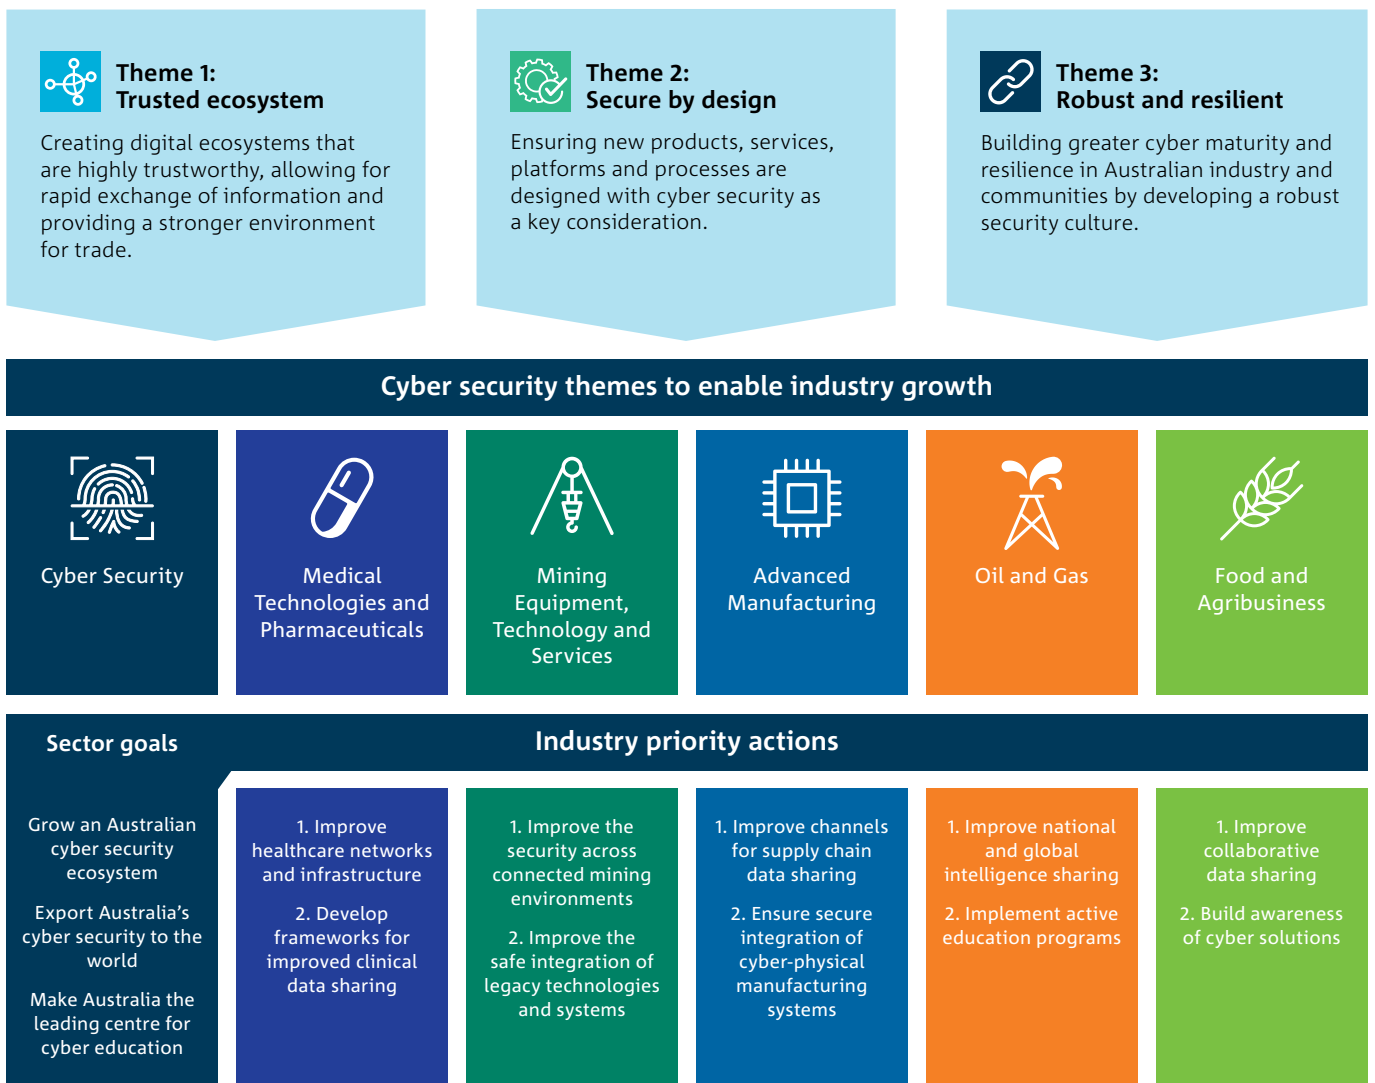 Theme 1:
Trusted ecosystem
Creating digital ecosystems that
are highly trustworthy, allowing for
rapid exchange of information and
providing a stronger environment
for trade.
Theme 2:
Secure by design
Ensuring new products, services,
platforms and processes are
designed with cyber security as
a key consideration.
Theme 3:
Robust and resilient
Building greater cyber maturity and
resilience in Australian industry and
communities by developing a robust
security culture.
Cyber security themes to enable industry growth
Cyber Security
Medical
Technologies and
Pharmaceuticals
Mining
Equipment,
Technology and
Services
Advanced
Manufacturing
Oil and Gas
Food and
Agribusiness
Sector goals
Industry priority actions
Grow an Australian
cyber security
ecosystem
Export Australia's
cyber security to the
world
Make Australia the
leading centre for
cyber education
1. Improve
healthcare networks
and infrastructure
2. Develop
frameworks for
improved clinical
data sharing
1. Improve the
security across
connected mining
environments
2. Improve the
safe integration of
legacy technologies
and systems
1. Improve channels
for supply chain
data sharing
2. Ensure secure
integration of
cyber-physical
manufacturing
systems
1. Improve national
and global
intelligence sharing
2. Implement active
education programs
1. Improve
collaborative
data sharing
2. Build awareness
of cyber solutions